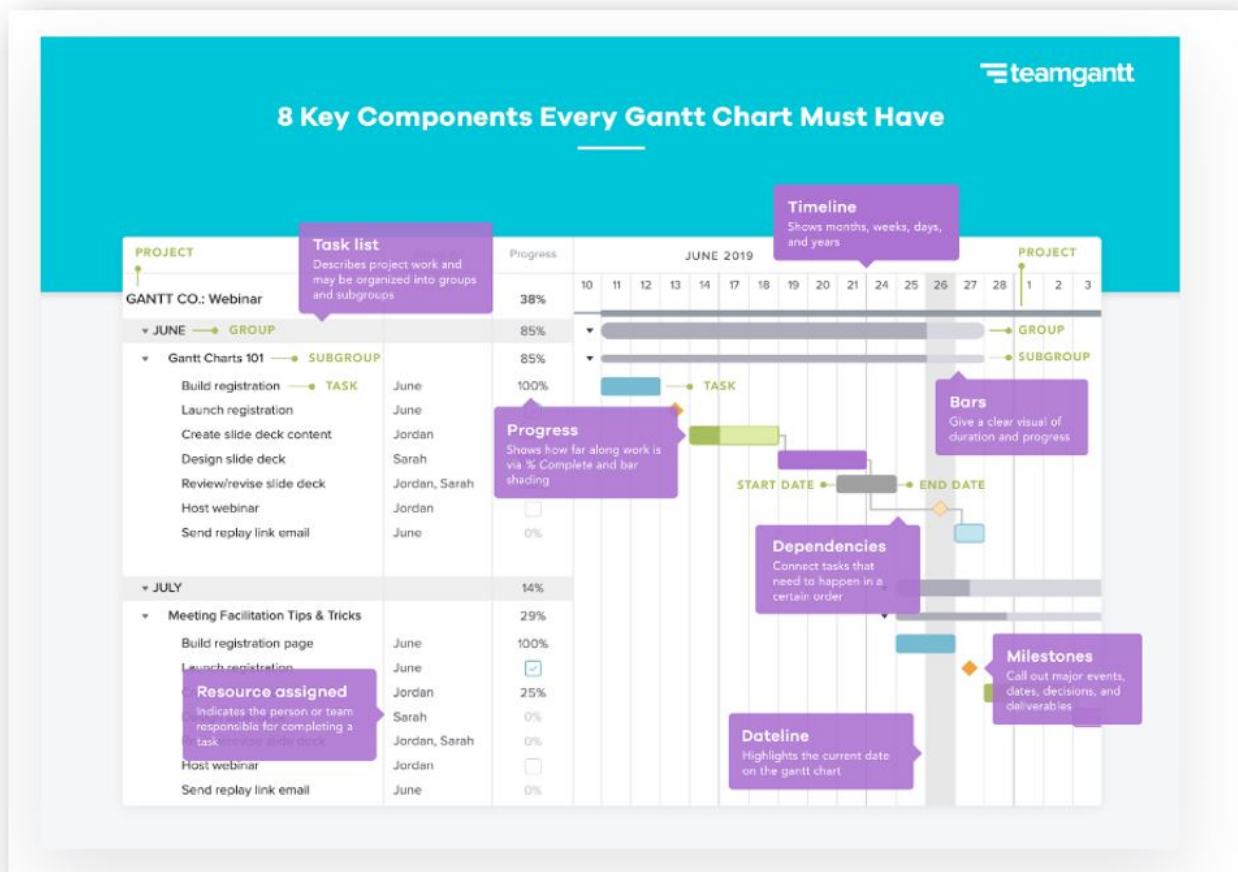 teamgantt
8 Key Components Every Gantt Chart Must Have
Timeline
Shows months, weeks, days,
and years
Task list
Describes project work and
may be organized into groups
and subgroups
PROJECT
Progress
JUNE 2019
PROJECT
10 11 12 13 14 17 18 19 20 21 24 25 26 27 28 1 2 3
GANTT CO.: Webinar 38%
JUNE GROUP 85% GROUP
Gantt Charts 101 SUBGROUP 85% SUBGROUP
Build registration TASK June 100% TASK
Launch registration June
Create slide deck content Jordan
Design slide deck Sarah
Review/revise slide deck Jordan, Sarah START DATE END DATE
Host webinar Jordan
Send replay link email June 0%
Progress
Shows how far along work is
via % Complete and bar
shading
Bars
Give a clear visual of
duration and progress
Dependencies
Connect tasks that
need to happen in a
certain order
JULY 14%
Meeting Facilitation Tips & Tricks 29%
Build registration page June 100%
Launch registration June
Jordan 25%
Sarah 0%
slide deck Jordan, Sarah 0%
Host webinar Jordan
Send replay link email June 0%
Resource assigned
Indicates the person or team
responsible for completing a
task
Milestones
Call out major events,
dates, decisions, and
deliverables
Dateline
Highlights the current date
on the gantt chart